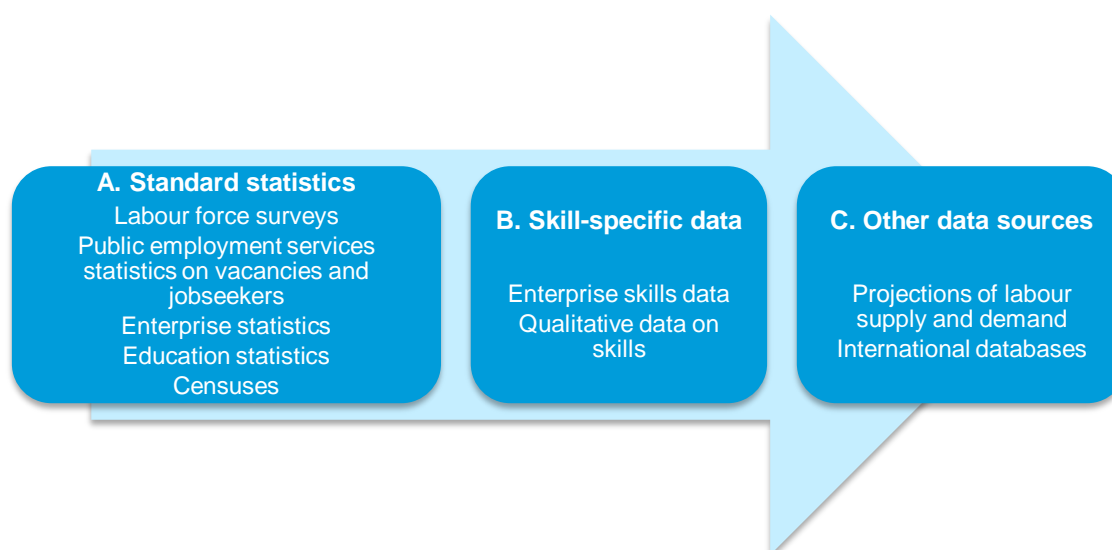 A. Standard statistics
Labour force surveys
Public employment services
statistics on vacancies and
jobseekers
Enterprise statistics
Education statistics
Censuses
B. Skill-specific data
Enterprise skills data
Qualitative data on
skills
C. Other data sources
Projections of labour
supply and demand
International databases